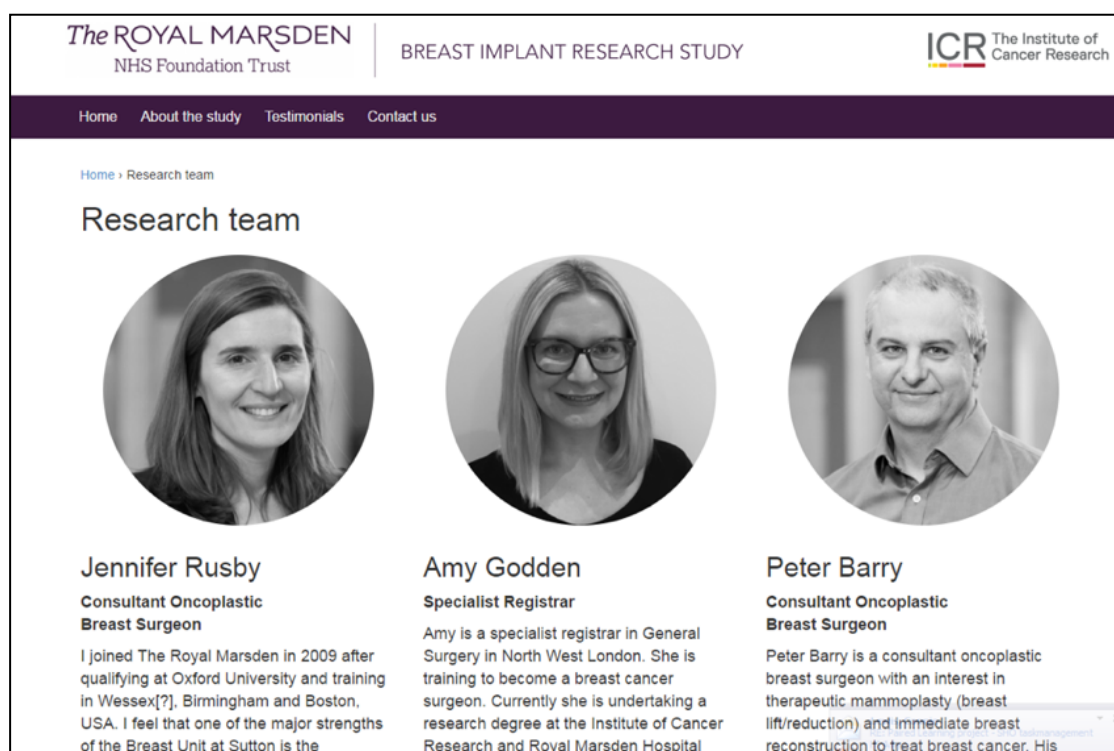 The ROYAL MARSDEN
NHS Foundation Trust
BREAST IMPLANT RESEARCH STUDY
ICR The Institute of
Cancer Research
Home About the study Testimonials Contact us
Home › Research team
Research team
Jennifer Rusby
Consultant Oncoplastic
Breast Surgeon
I joined The Royal Marsden in 2009 after
qualifying at Oxford University and training
in Wessex[?], Birmingham and Boston,
USA. I feel that one of the major strengths
of the Breast Unit at Sutton is the
Amy Godden
Specialist Registrar
Amy is a specialist registrar in General
Surgery in North West London. She is
training to become a breast cancer
surgeon. Currently she is undertaking a
research degree at the Institute of Cancer
Research and Royal Marsden Hospital
Peter Barry
Consultant Oncoplastic
Breast Surgeon
Peter Barry is a consultant oncoplastic
breast surgeon with an interest in
therapeutic mammoplasty (breast
lift/reduction) and immediate breast
reconstruction to treat breast cancer. His
RE: Paired Learning project - SHO taskmanagement